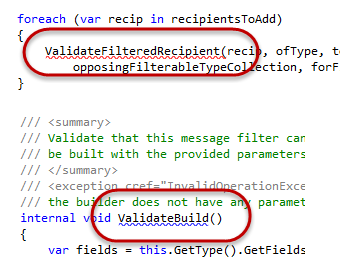 foreach (var recip in recipientsToAdd)
{
ValidateFilteredRecipient(recip, ofType, t
opposingFilterableTypeCollection, forF
}
/// <summary>
/// Validate that this message filter can
/// be built with the provided parameters
/// </summary>
/// <exception cref="InvalidOperationExce
/// the builder does not have any paramet
internal void ValidateBuild()
{
var fields = this.GetType().GetFields